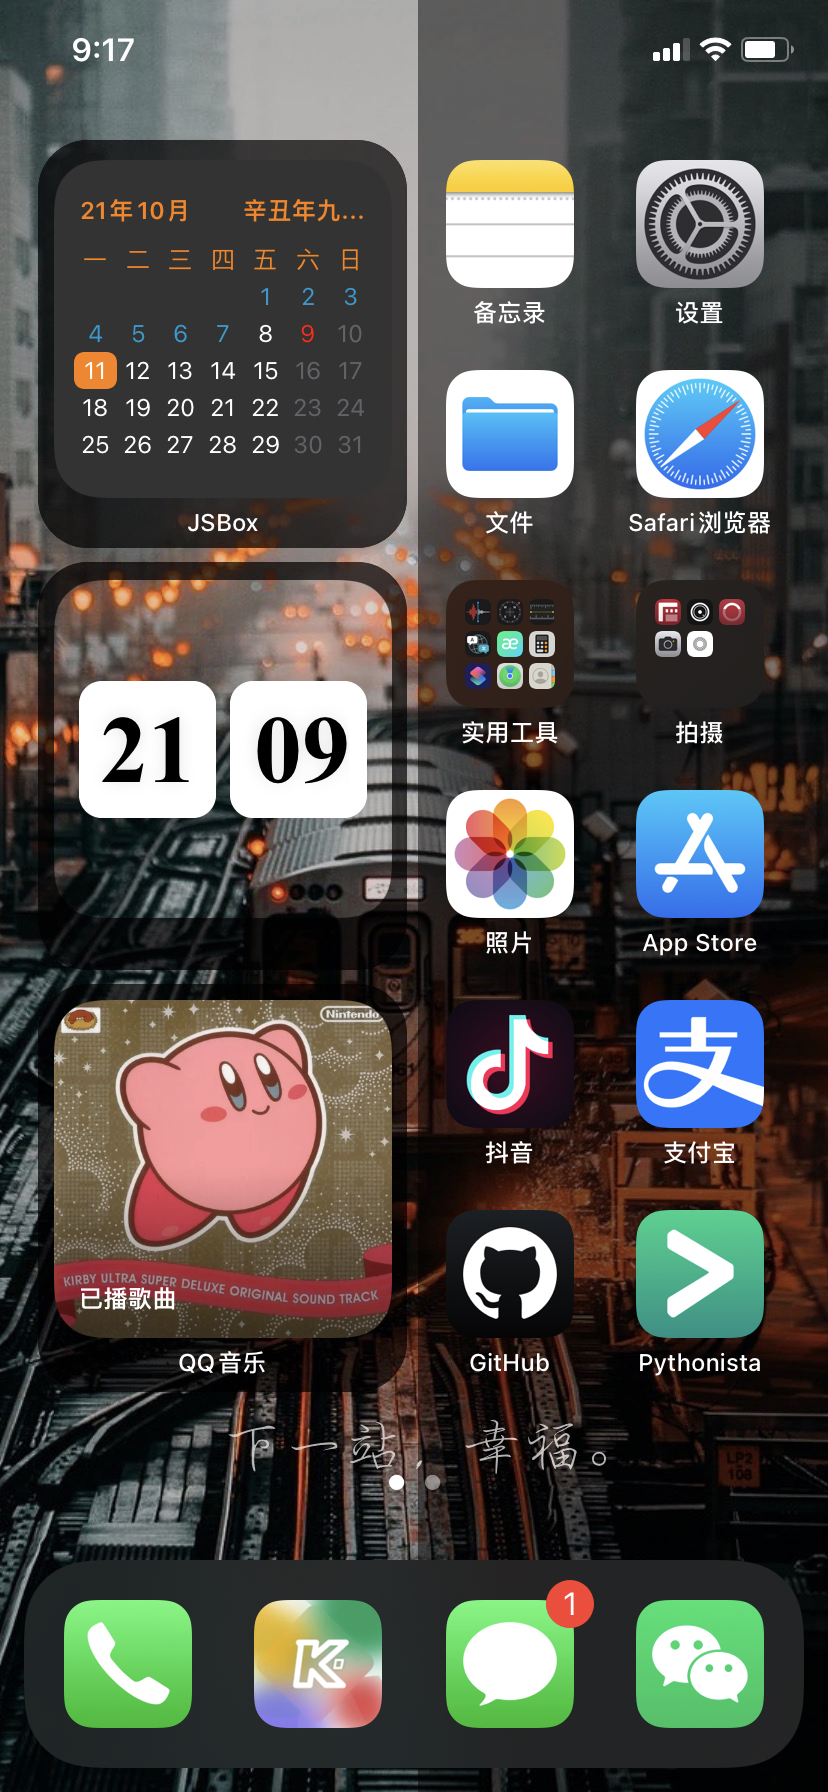 9:17
21年10月 辛丑年九...
一 二 三 四 五 六 日
1 2 3
4 5 6 7 8 9 10
11 12 13 14 15 16 17
18 19 20 21 22 23 24
25 26 27 28 29 30 31
JSBox
备忘录 设置
文件 Safari浏览器
实用工具 拍摄
21 09
照片 App Store
Nintendo
抖音 支付宝
支
KIRBY ULTRA SUPER DELUXE ORIGINAL SOUND TRACK
已播歌曲
QQ音乐 GitHub Pythonista
下一站，幸福。
LP2
108
K
1